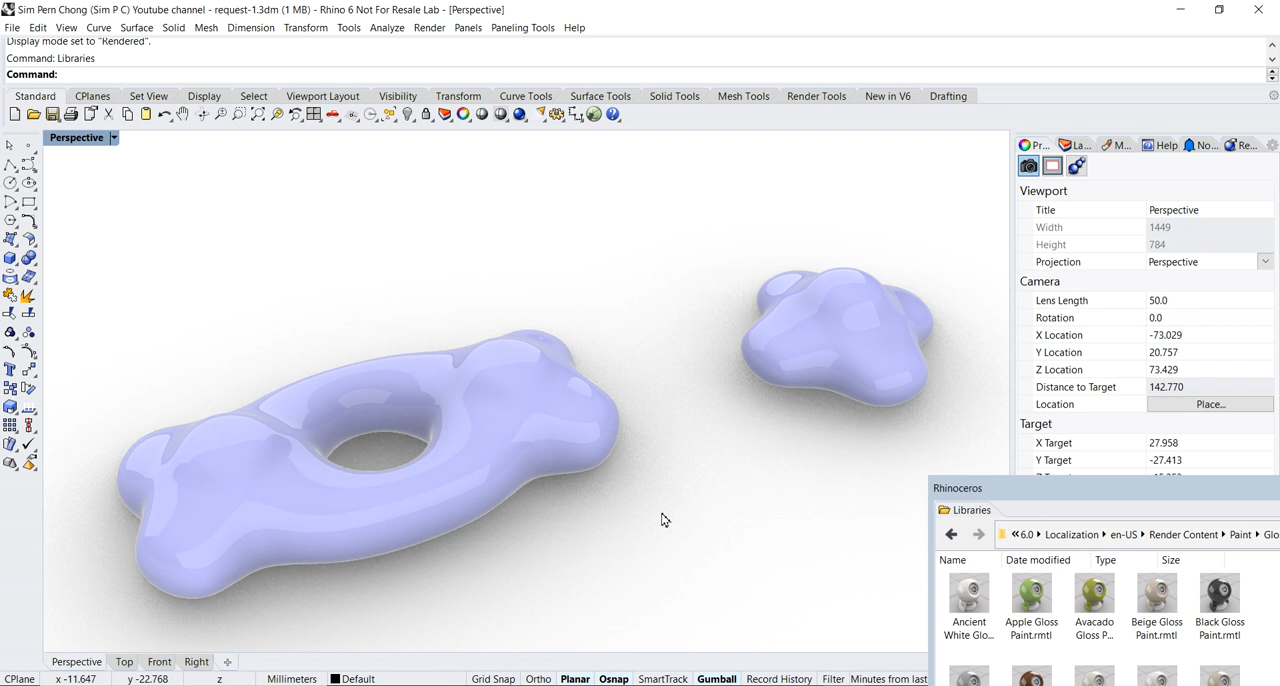 Sim Pern Chong (Sim P C) Youtube channel - request-1.3dm (1 MB) - Rhino 6 Not For Resale Lab - [Perspective]
File Edit View Curve Surface Solid Mesh Dimension Transform Tools Analyze Render Panels Paneling Tools Help
Display mode set to "Rendered".
Command: Libraries
Command:
Standard CPlanes Set View Display Select Viewport Layout Visibility Transform Curve Tools Surface Tools Solid Tools Mesh Tools Render Tools New in V6 Drafting
Perspective
Pr... La... M... Help No... Re...
Viewport
Title Perspective
Width 1449
Height 784
Projection Perspective
Camera
Lens Length 50.0
Rotation 0.0
X Location -73.029
Y Location 20.757
Z Location 73.429
Distance to Target 142.770
Location Place...
Target
X Target 27.958
Y Target -27.413
Rhinoceros
Libraries
« 6.0 Localization en-US Render Content Paint Glo
Name Date modified Type Size
Ancient White Glo...
Apple Gloss Paint.rmtl
Avacado Gloss P...
Beige Gloss Paint.rmtl
Black Gloss Paint.rmtl
Perspective Top Front Right
CPlane x -11.647 y -22.768 z Millimeters Default Grid Snap Ortho Planar Osnap SmartTrack Gumball Record History Filter Minutes from last